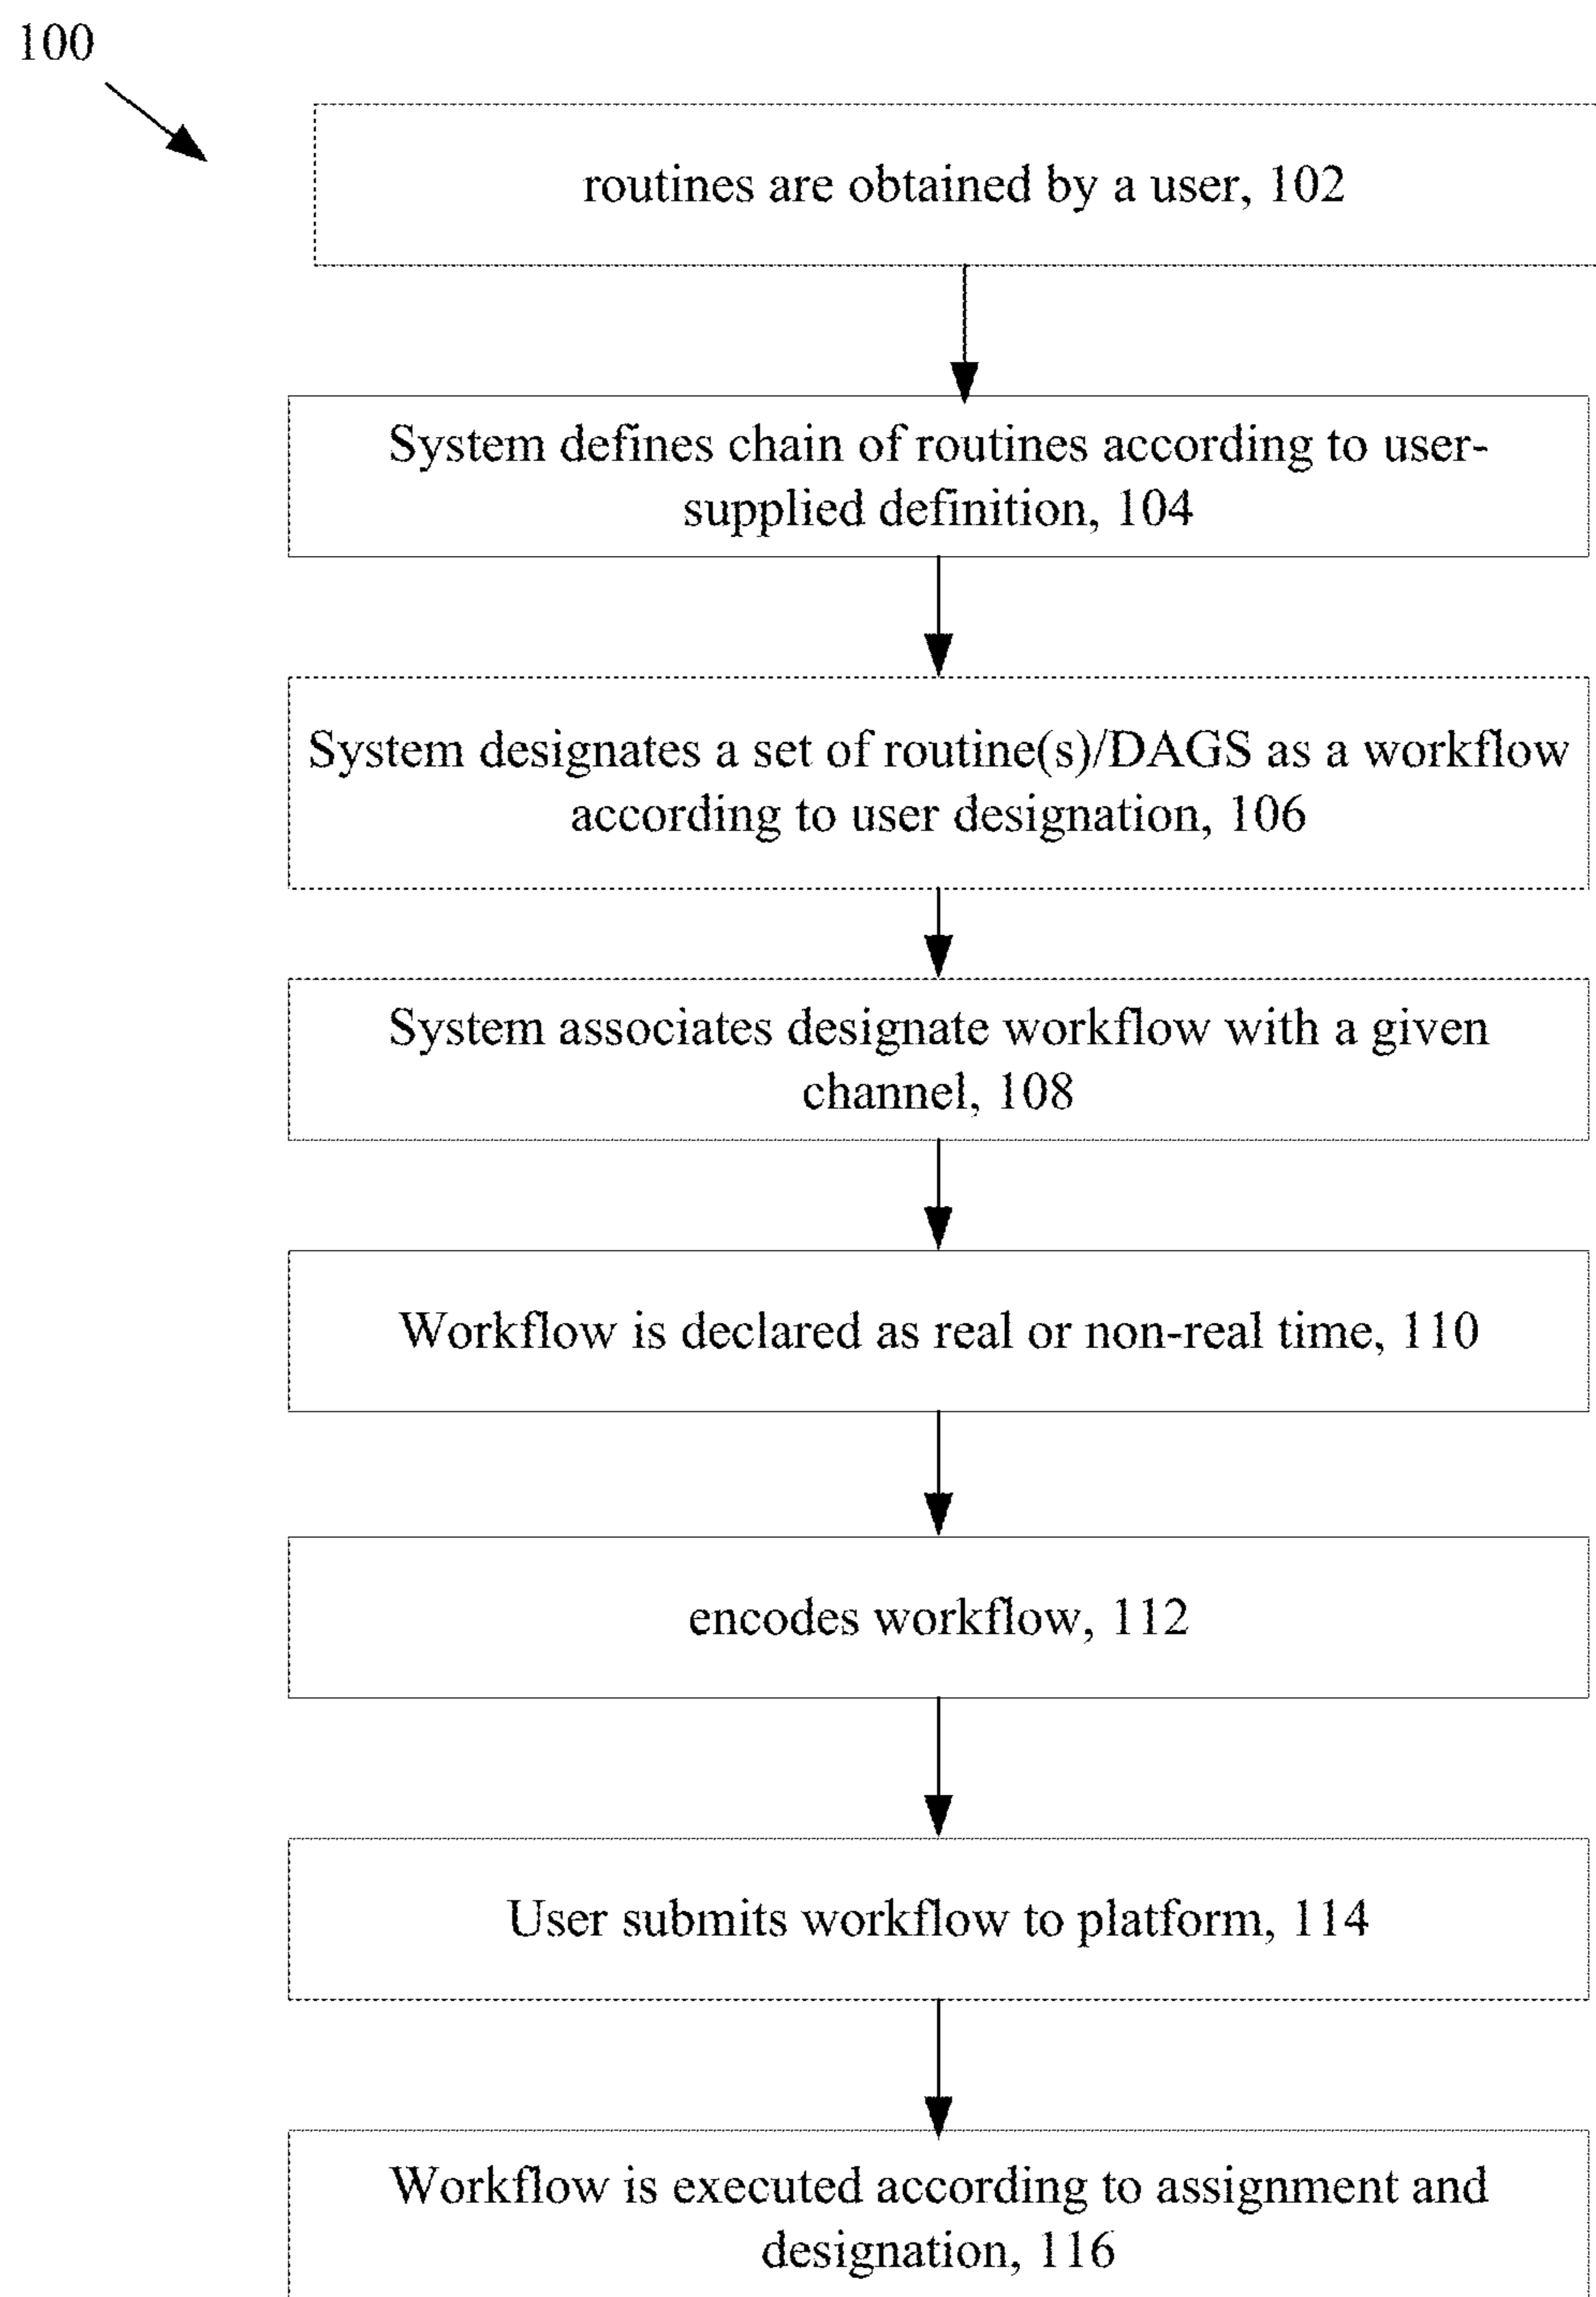 100
routines are obtained by a user, 102
System defines chain of routines according to user-
supplied definition, 104
System designates a set of routine(s)/DAGS as a workflow
according to user designation, 106
System associates designate workflow with a given
channel, 108
Workflow is declared as real or non-real time, 110
encodes workflow, 112
User submits workflow to platform, 114
Workflow is executed according to assignment and
designation, 116